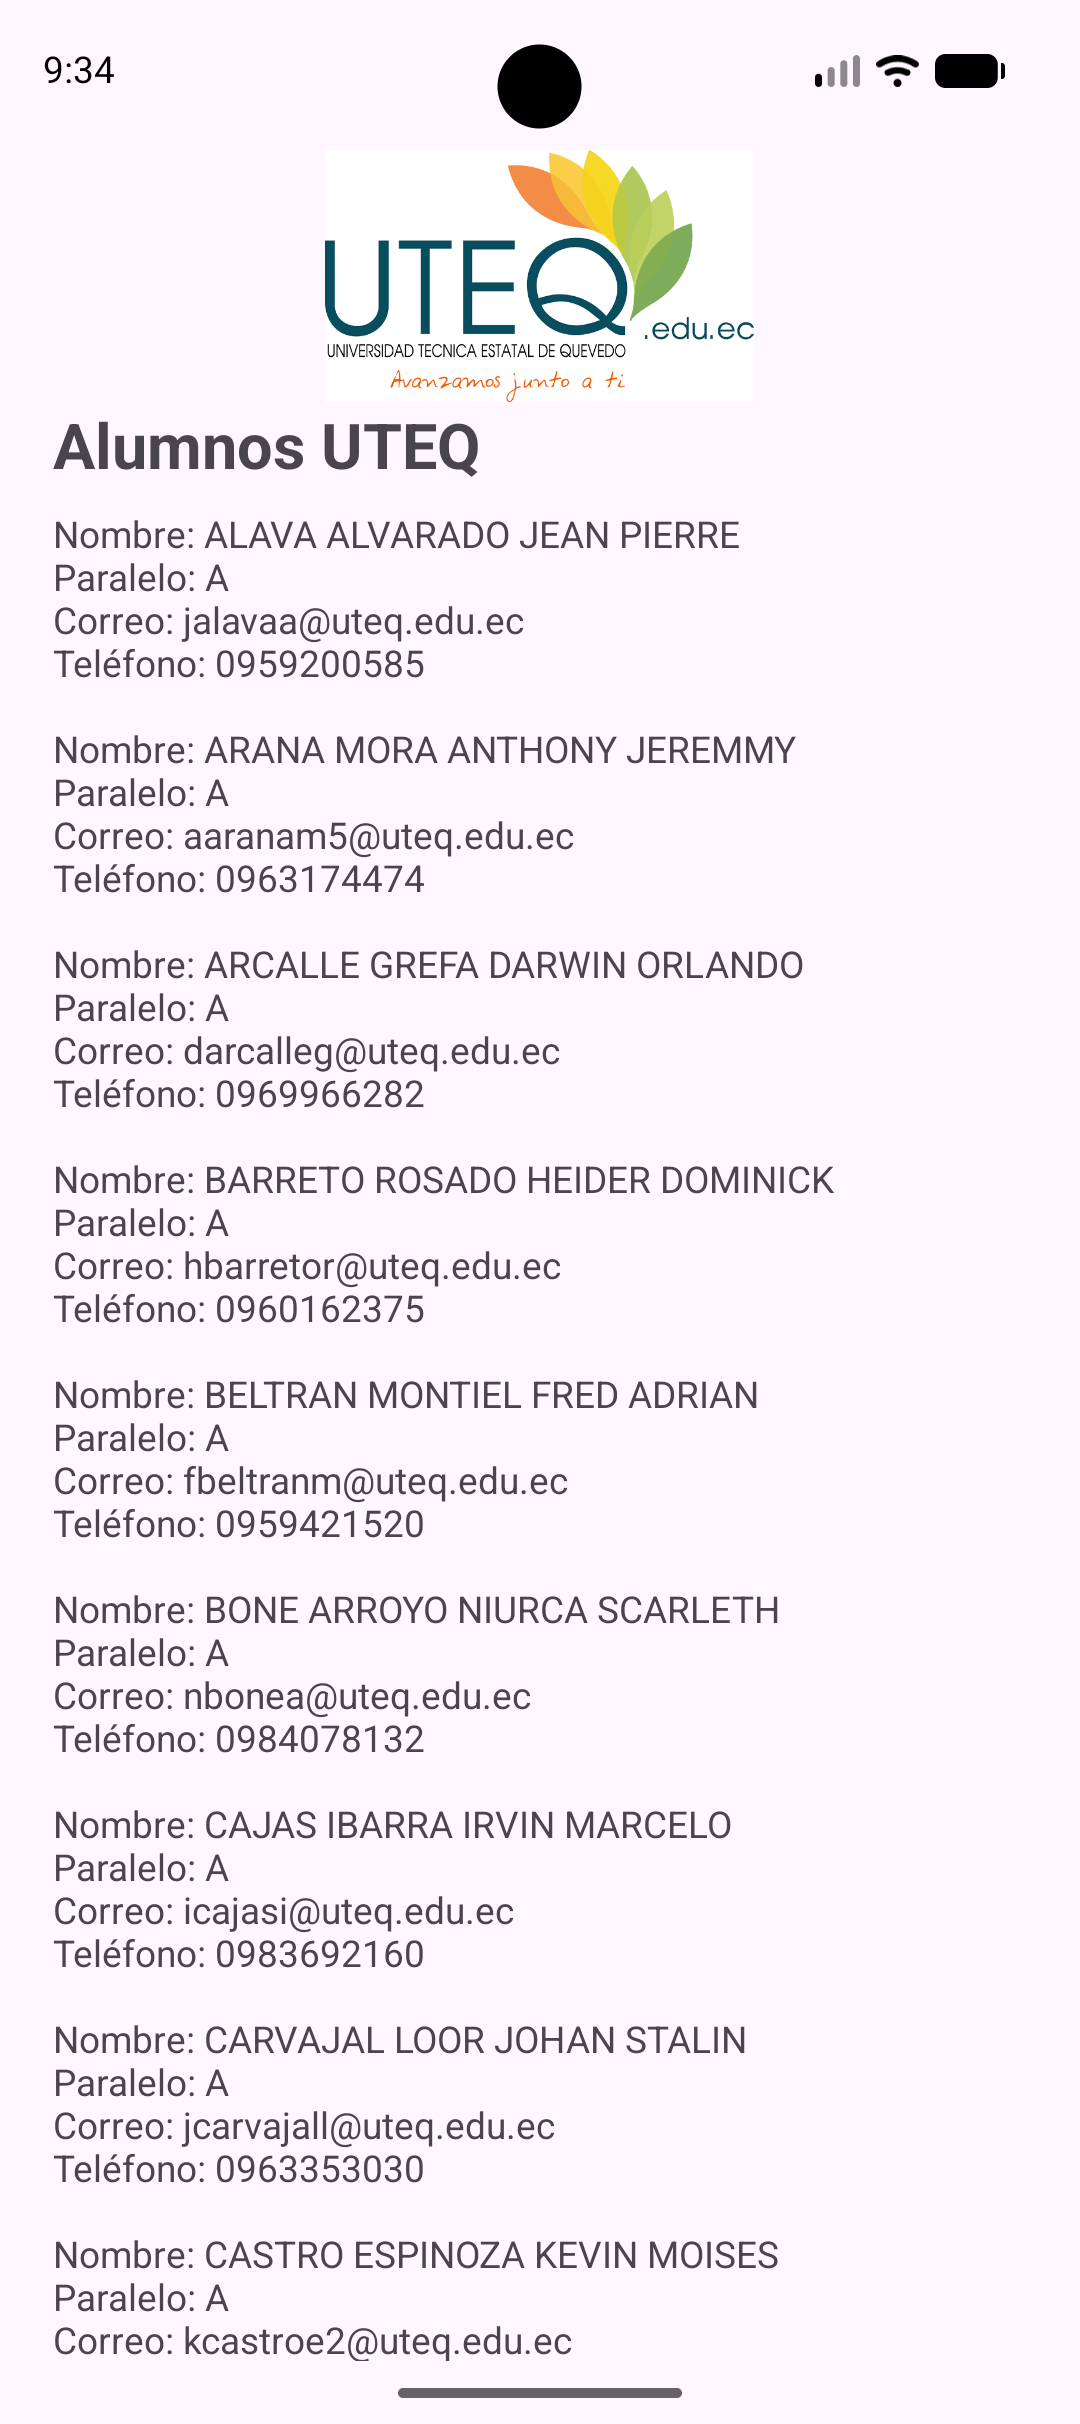 9:34
UTEQ
.edu.ec
UNIVERSIDAD TECNICA ESTATAL DE QUEVEDO
Avanzamos junto a ti
Alumnos UTEQ
Nombre: ALAVA ALVARADO JEAN PIERRE
Paralelo: A
Correo: jalavaa@uteq.edu.ec
Teléfono: 0959200585
Nombre: ARANA MORA ANTHONY JEREMMY
Paralelo: A
Correo: aaranam5@uteq.edu.ec
Teléfono: 0963174474
Nombre: ARCALLE GREFA DARWIN ORLANDO
Paralelo: A
Correo: darcalleg@uteq.edu.ec
Teléfono: 0969966282
Nombre: BARRETO ROSADO HEIDER DOMINICK
Paralelo: A
Correo: hbarretor@uteq.edu.ec
Teléfono: 0960162375
Nombre: BELTRAN MONTIEL FRED ADRIAN
Paralelo: A
Correo: fbeltranm@uteq.edu.ec
Teléfono: 0959421520
Nombre: BONE ARROYO NIURCA SCARLETH
Paralelo: A
Correo: nbonea@uteq.edu.ec
Teléfono: 0984078132
Nombre: CAJAS IBARRA IRVIN MARCELO
Paralelo: A
Correo: icajasi@uteq.edu.ec
Teléfono: 0983692160
Nombre: CARVAJAL LOOR JOHAN STALIN
Paralelo: A
Correo: jcarvajall@uteq.edu.ec
Teléfono: 0963353030
Nombre: CASTRO ESPINOZA KEVIN MOISES
Paralelo: A
Correo: kcastroe2@uteq.edu.ec